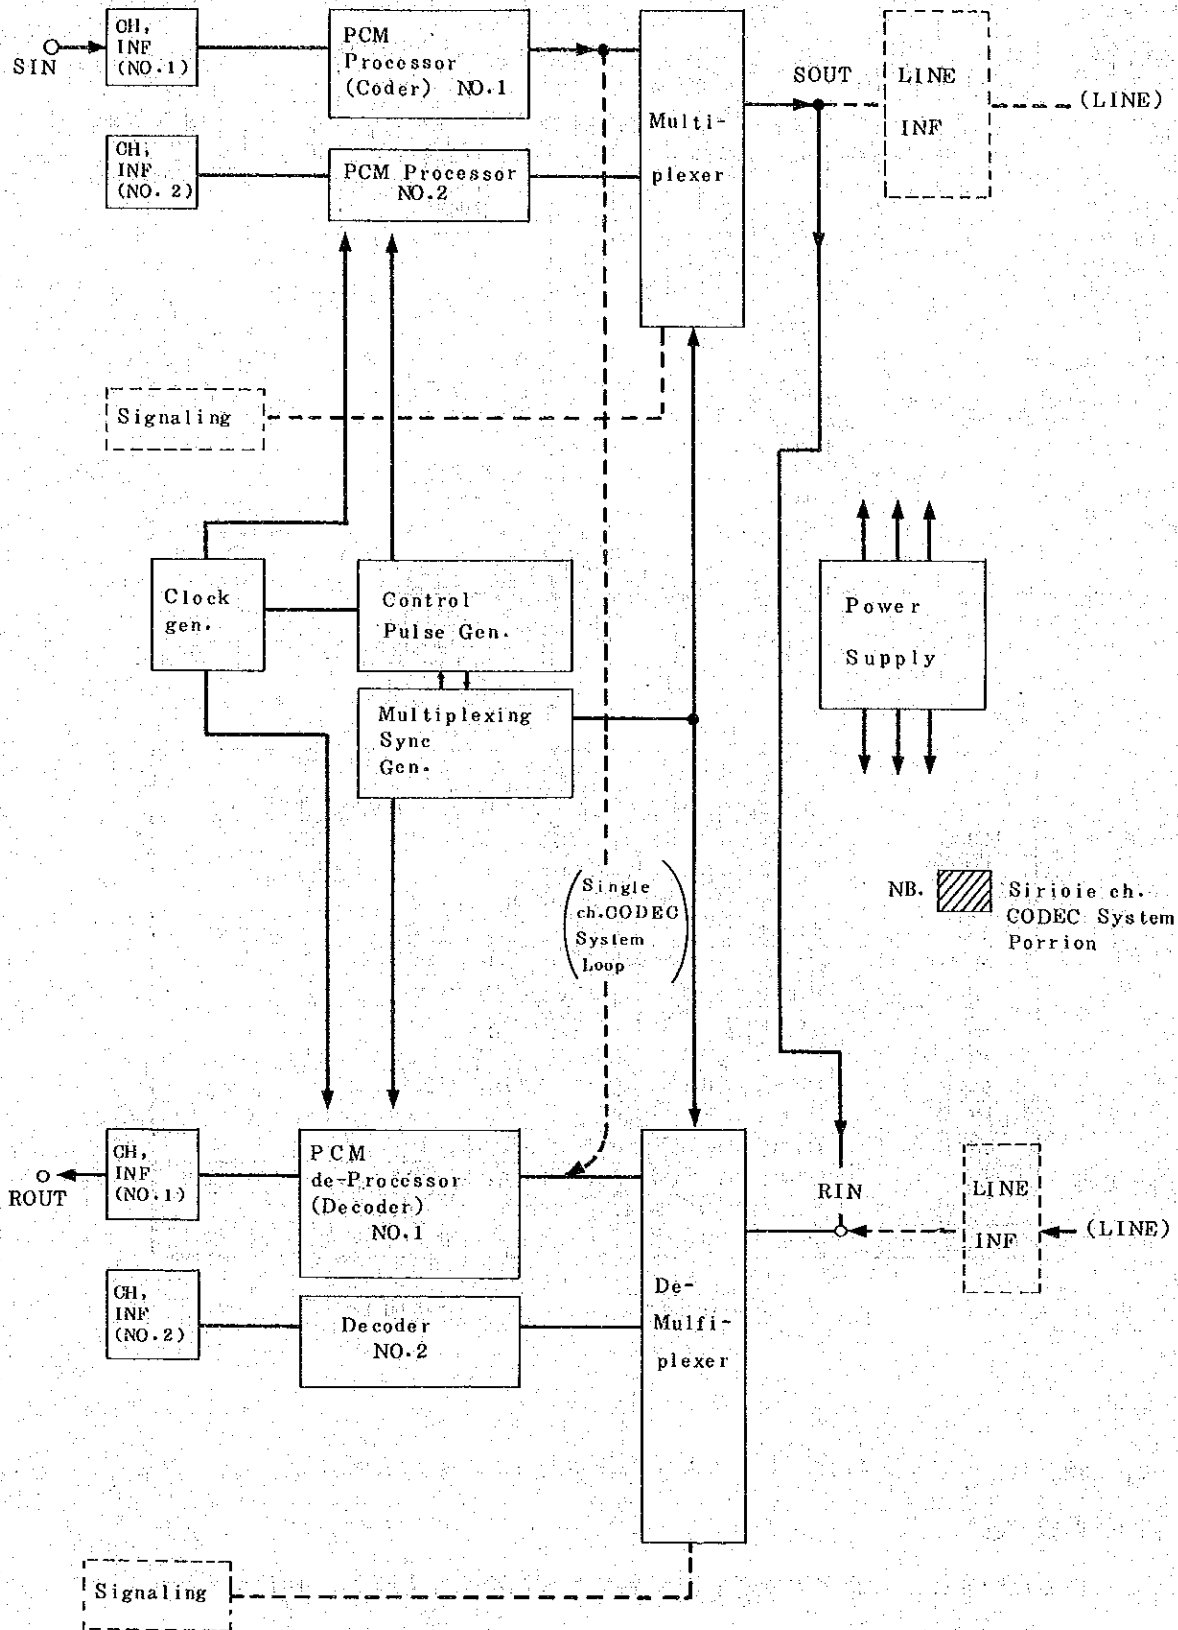 SIN
CH,
INF
(NO.1)
PCM
Processor
(Coder) NO.1
CH,
INF
(NO.2)
PCM Processor
NO.2
Multi-
plexer
SOUT
LINE
INF
(LINE)
Signaling
Clock
gen.
Control
Pulse Gen.
Multiplexing
Sync
Gen.
Power
Supply
(Single
ch.CODEC
System
Loop)
NB.
Sirioie ch.
CODEC System
Porrion
ROUT
CH,
INF
(NO.1)
PCM
de-Processor
(Decoder)
NO.1
CH,
INF
(NO.2)
Decoder
NO.2
De-
Mulfi-
plexer
RIN
LINE
INF
(LINE)
Signaling